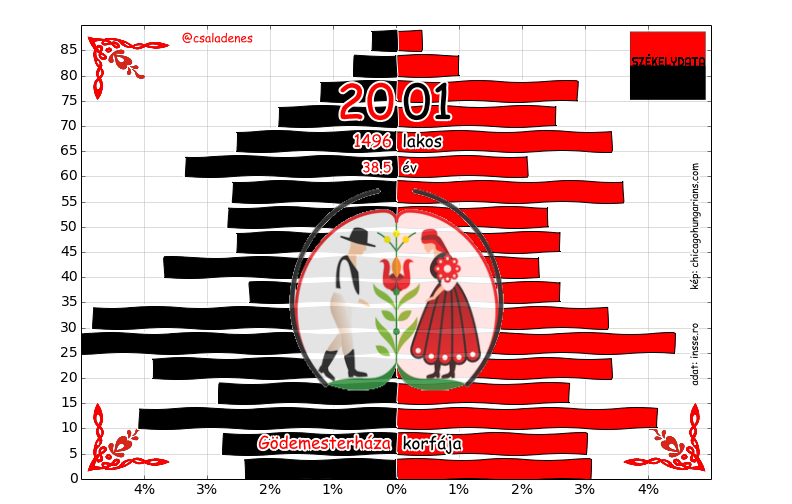 @csaladenes
SZÉKELYDATA
2001
1496 lakos
38.5 év
kép: chicagohungarians.com
adat: insse.ro
Gödemesterháza korfája
85
80
75
70
65
60
55
50
45
40
35
30
25
20
15
10
5
0
4% 3% 2% 1% 0% 1% 2% 3% 4%